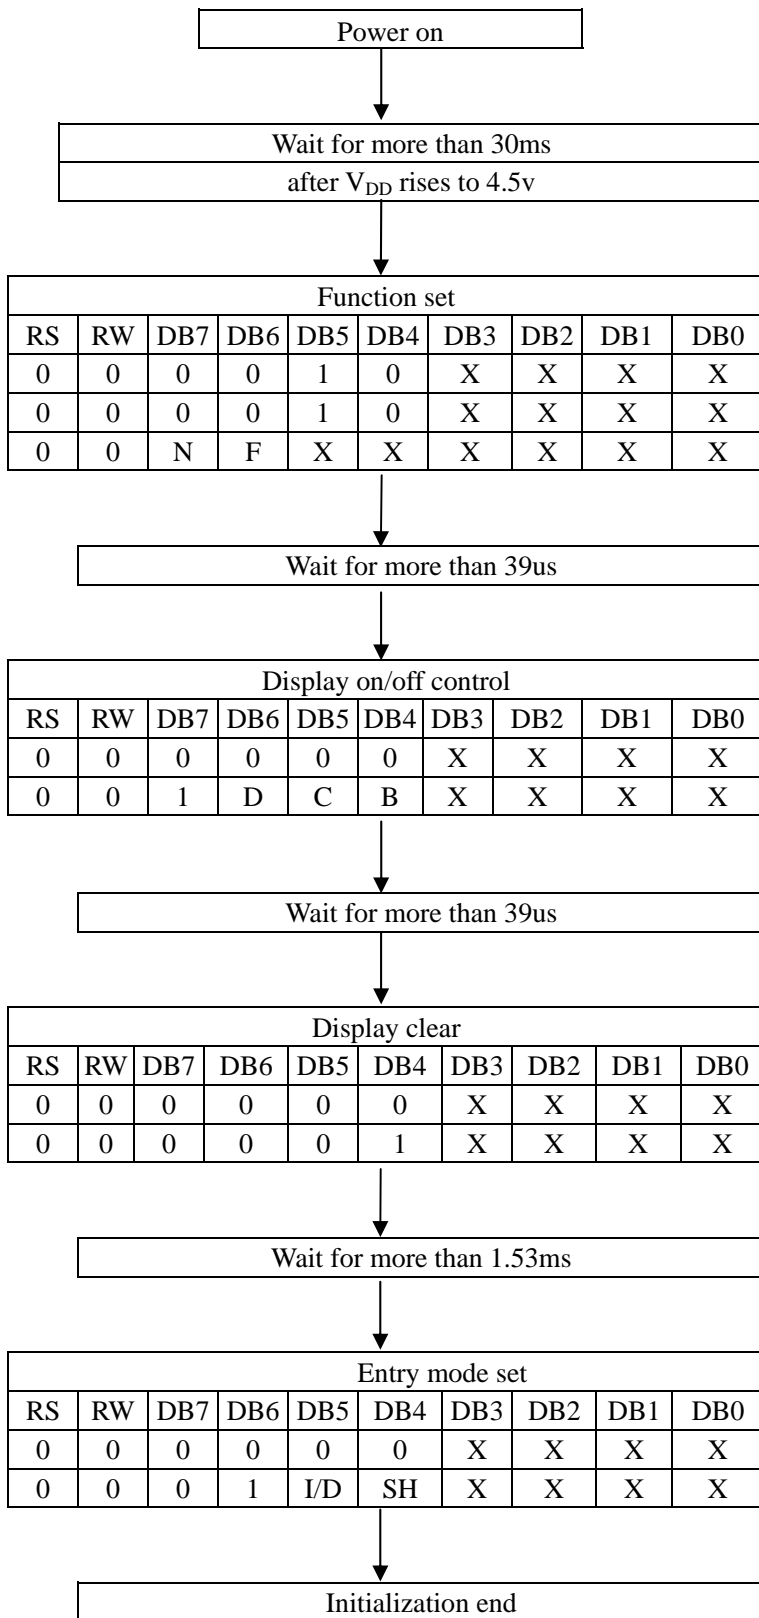 Power on
Wait for more than 30ms
after VDD rises to 4.5v
Function set
RS RW DB7 DB6 DB5 DB4 DB3 DB2 DB1 DB0
0 0 0 0 1 0 X X X X
0 0 0 0 1 0 X X X X
0 0 N F X X X X X X
Wait for more than 39us
Display on/off control
RS RW DB7 DB6 DB5 DB4 DB3 DB2 DB1 DB0
0 0 0 0 0 0 X X X X
0 0 1 D C B X X X X
Wait for more than 39us
Display clear
RS RW DB7 DB6 DB5 DB4 DB3 DB2 DB1 DB0
0 0 0 0 0 0 X X X X
0 0 0 0 0 1 X X X X
Wait for more than 1.53ms
Entry mode set
RS RW DB7 DB6 DB5 DB4 DB3 DB2 DB1 DB0
0 0 0 0 0 0 X X X X
0 0 0 1 I/D SH X X X X
Initialization end